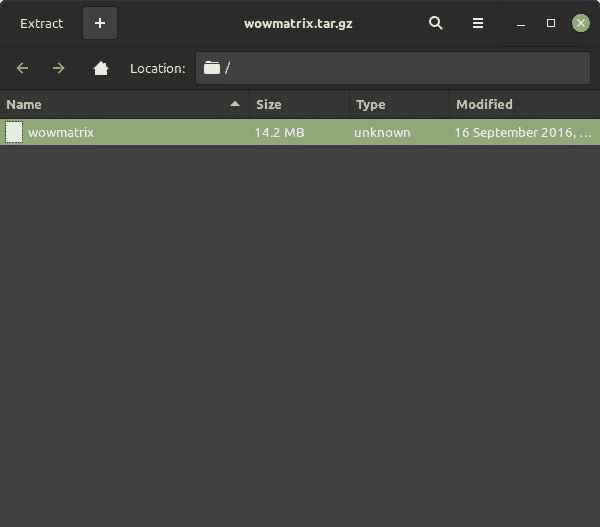 Extract + wowmatrix.tar.gz
Location: /
Name Size Type Modified
wowmatrix 14.2 MB unknown 16 September 2016, ...